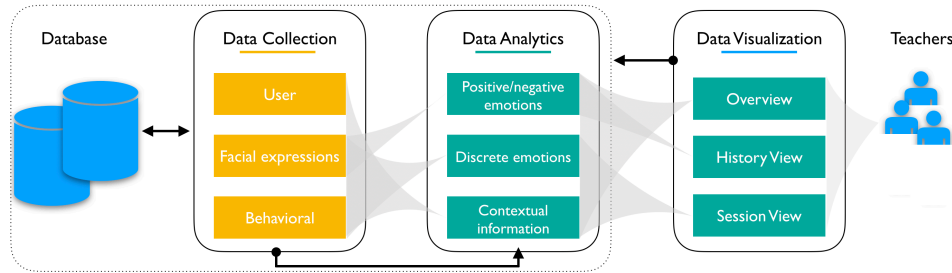 Database
Data Collection
User
Facial expressions
Behavioral
Data Analytics
Positive/negative
emotions
Discrete emotions
Contextual
information
Data Visualization
Overview
History View
Session View
Teachers